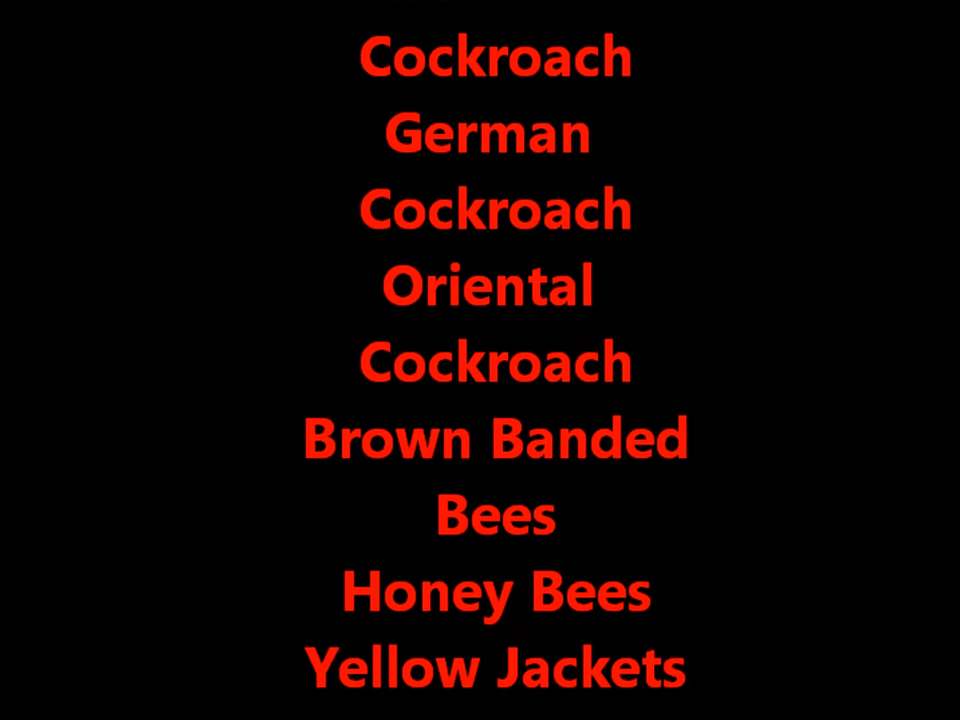 Cockroach
German
Cockroach
Oriental
Cockroach
Brown Banded
Bees
Honey Bees
Yellow Jackets